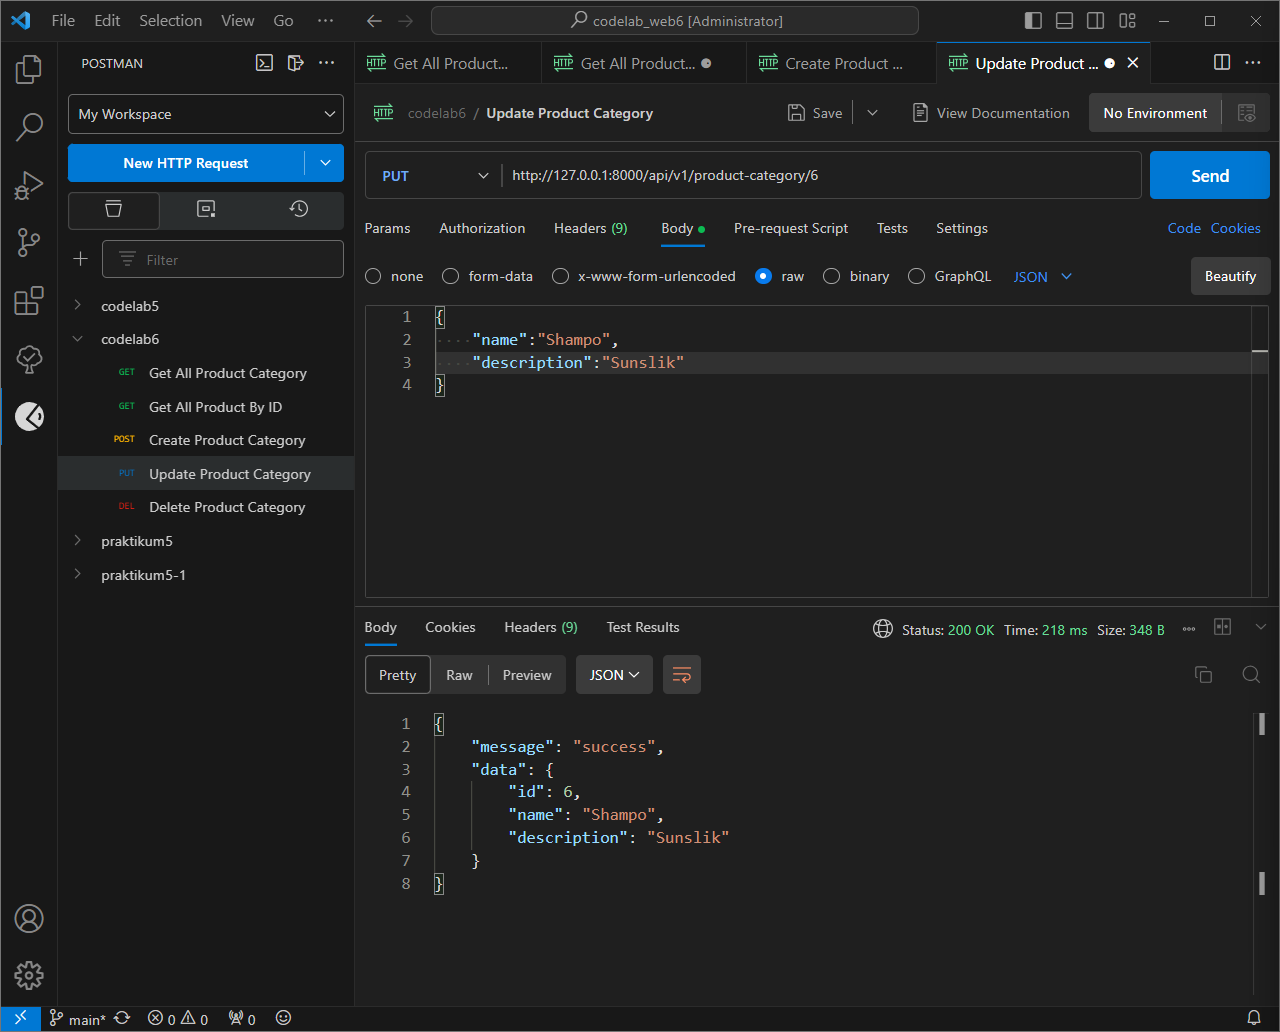 File Edit Selection View Go ··· codelab_web6 [Administrator]
POSTMAN
Get All Product... Get All Product... Create Product ... Update Product ...
My Workspace
codelab6 / Update Product Category Save View Documentation No Environment
New HTTP Request
PUT http://127.0.0.1:8000/api/v1/product-category/6 Send
Params Authorization Headers (9) Body Pre-request Script Tests Settings Code Cookies
Filter
none form-data x-www-form-urlencoded raw binary GraphQL JSON Beautify
codelab5
codelab6
GET Get All Product Category
GET Get All Product By ID
POST Create Product Category
PUT Update Product Category
DEL Delete Product Category
praktikum5
praktikum5-1
1 {
2 "name":"Shampo",
3 "description":"Sunslik"
4 }
Body Cookies Headers (9) Test Results Status: 200 OK Time: 218 ms Size: 348 B
Pretty Raw Preview JSON
1 {
2 "message": "success",
3 "data": {
4 "id": 6,
5 "name": "Shampo",
6 "description": "Sunslik"
7 }
8 }
main* 0 0 0